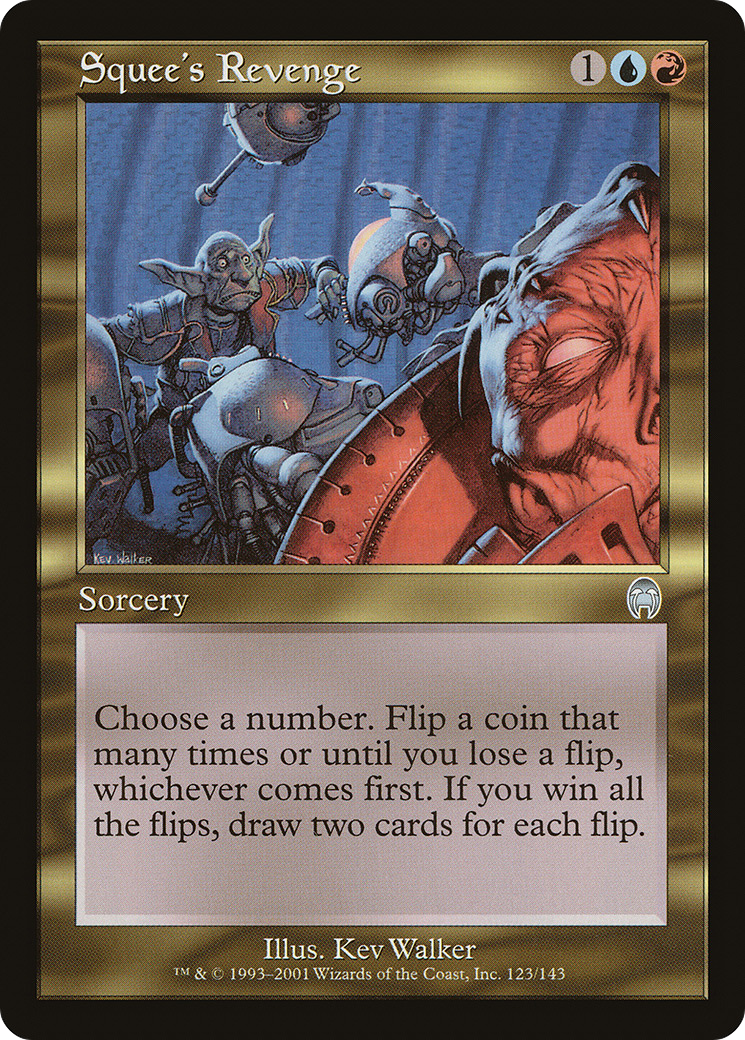 Squee's Revenge
1
Kev Walker
Sorcery
Choose a number. Flip a coin that
many times or until you lose a flip,
whichever comes first. If you win all
the flips, draw two cards for each flip.
Illus. Kev Walker
™ & © 1993–2001 Wizards of the Coast, Inc. 123/143